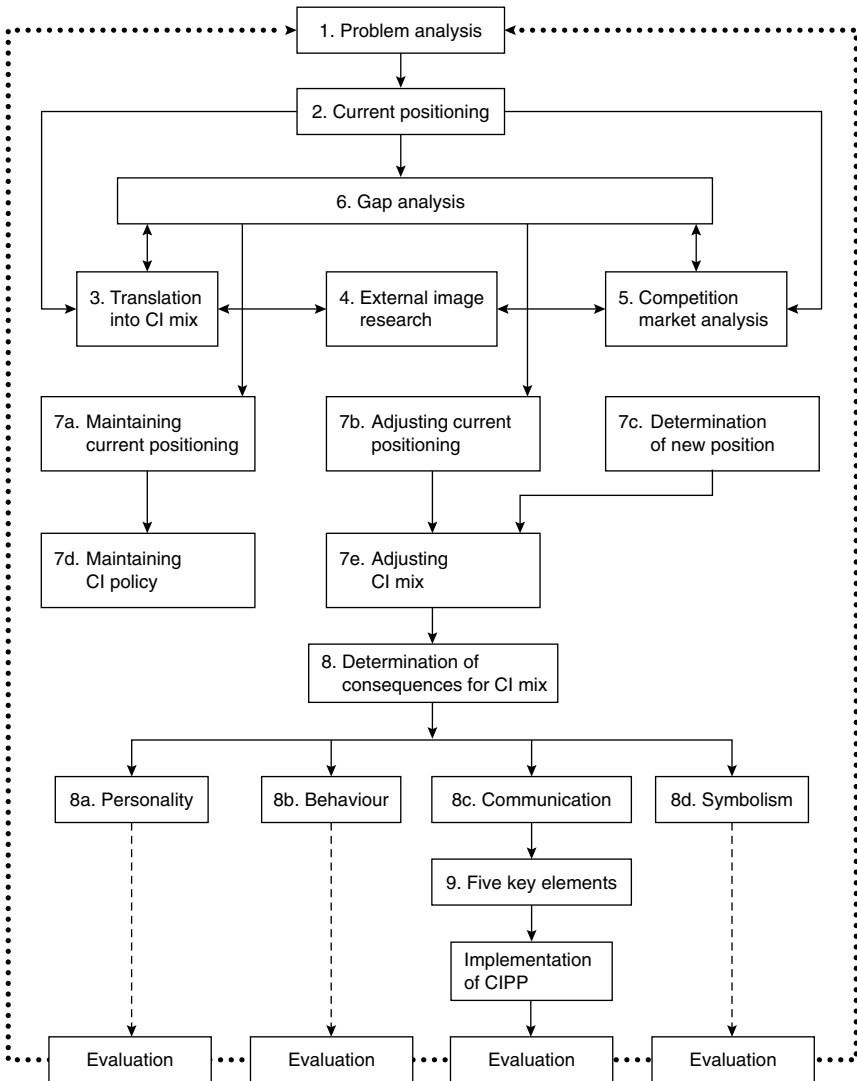 1. Problem analysis
2. Current positioning
6. Gap analysis
3. Translation
into CI mix
4. External image
research
5. Competition
market analysis
7a. Maintaining
current positioning
7b. Adjusting current
positioning
7c. Determination
of new position
7d. Maintaining
CI policy
7e. Adjusting
CI mix
8. Determination of
consequences for CI mix
8a. Personality
8b. Behaviour
8c. Communication
8d. Symbolism
9. Five key elements
Implementation
of CIPP
Evaluation
Evaluation
Evaluation
Evaluation